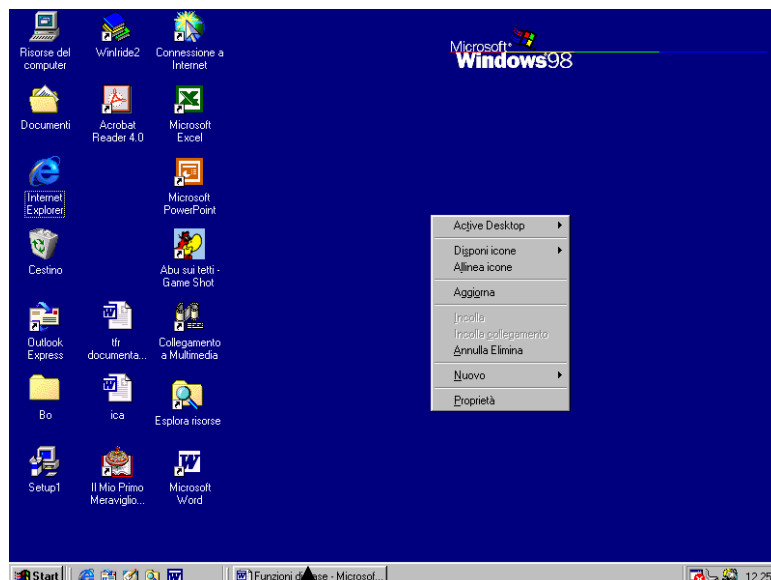 Risorse del
computer
WinIride2
Connessione a
Internet
Microsoft
Windows98
Documenti
Acrobat
Reader 4.0
Microsoft
Excel
Internet
Explorer
Microsoft
PowerPoint
Cestino
Abu sui tetti -
Game Shot
Outlook
Express
tfr
documenta...
Collegamento
a Multimedia
Bo
ica
Esplora risorse
Setup1
Il Mio Primo
Meraviglio...
Microsoft
Word
Active Desktop
Disponi icone
Allinea icone
Aggiorna
Incolla
Incolla collegamento
Annulla Elimina
Nuovo
Proprietà
Start
Funzioni di - Microsof...
12.25